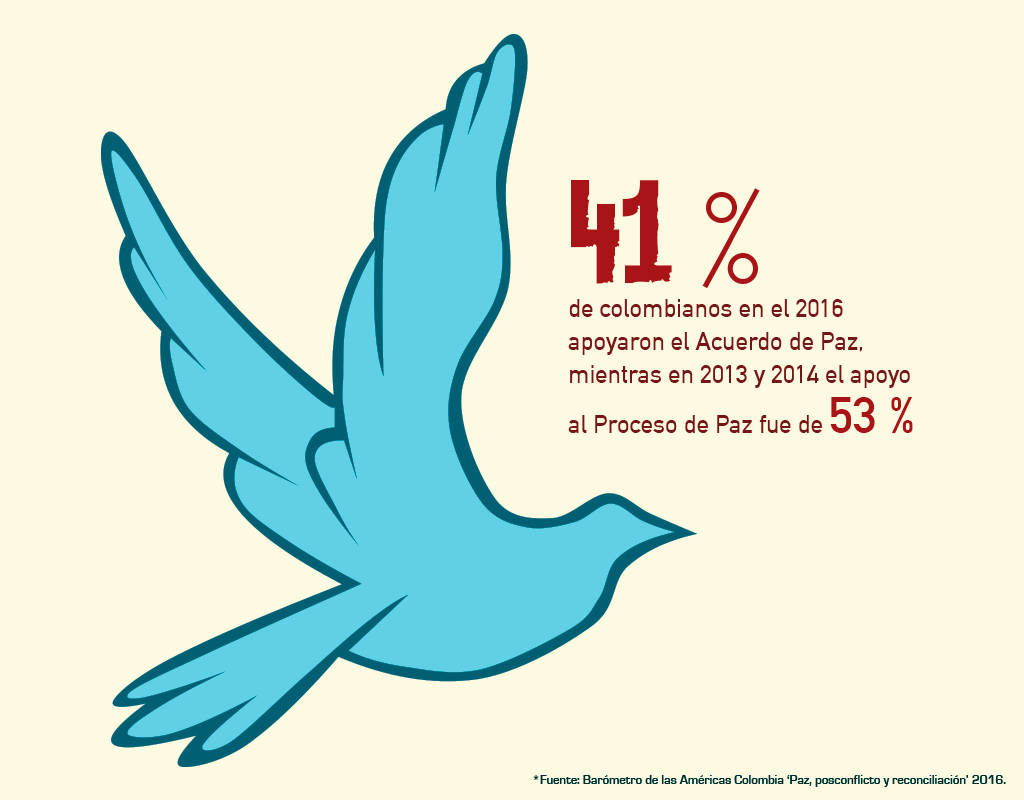 41 %
de colombianos en el 2016
apoyaron el Acuerdo de Paz,
mientras en 2013 y 2014 el apoyo
al Proceso de Paz fue de 53 %
*Fuente: Barómetro de las Américas Colombia ‘Paz, posconflicto y reconciliación’ 2016.